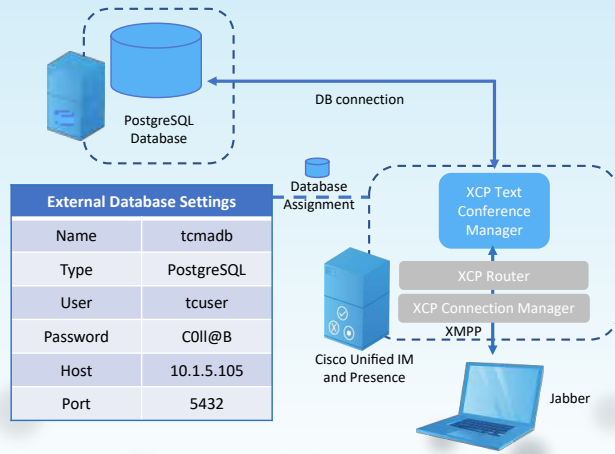 PostgreSQL
Database
DB connection
Database
Assignment
External Database Settings
Name tcmadb
Type PostgreSQL
User tcuser
Password C0ll@B
Host 10.1.5.105
Port 5432
XCP Text
Conference
Manager
XCP Router
XCP Connection Manager
XMPP
Cisco Unified IM
and Presence
Jabber